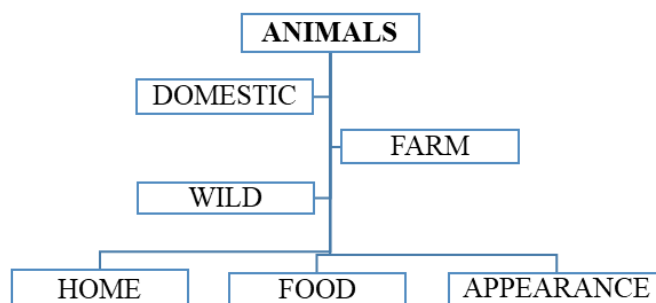 ANIMALS
DOMESTIC
FARM
WILD
HOME
FOOD
APPEARANCE